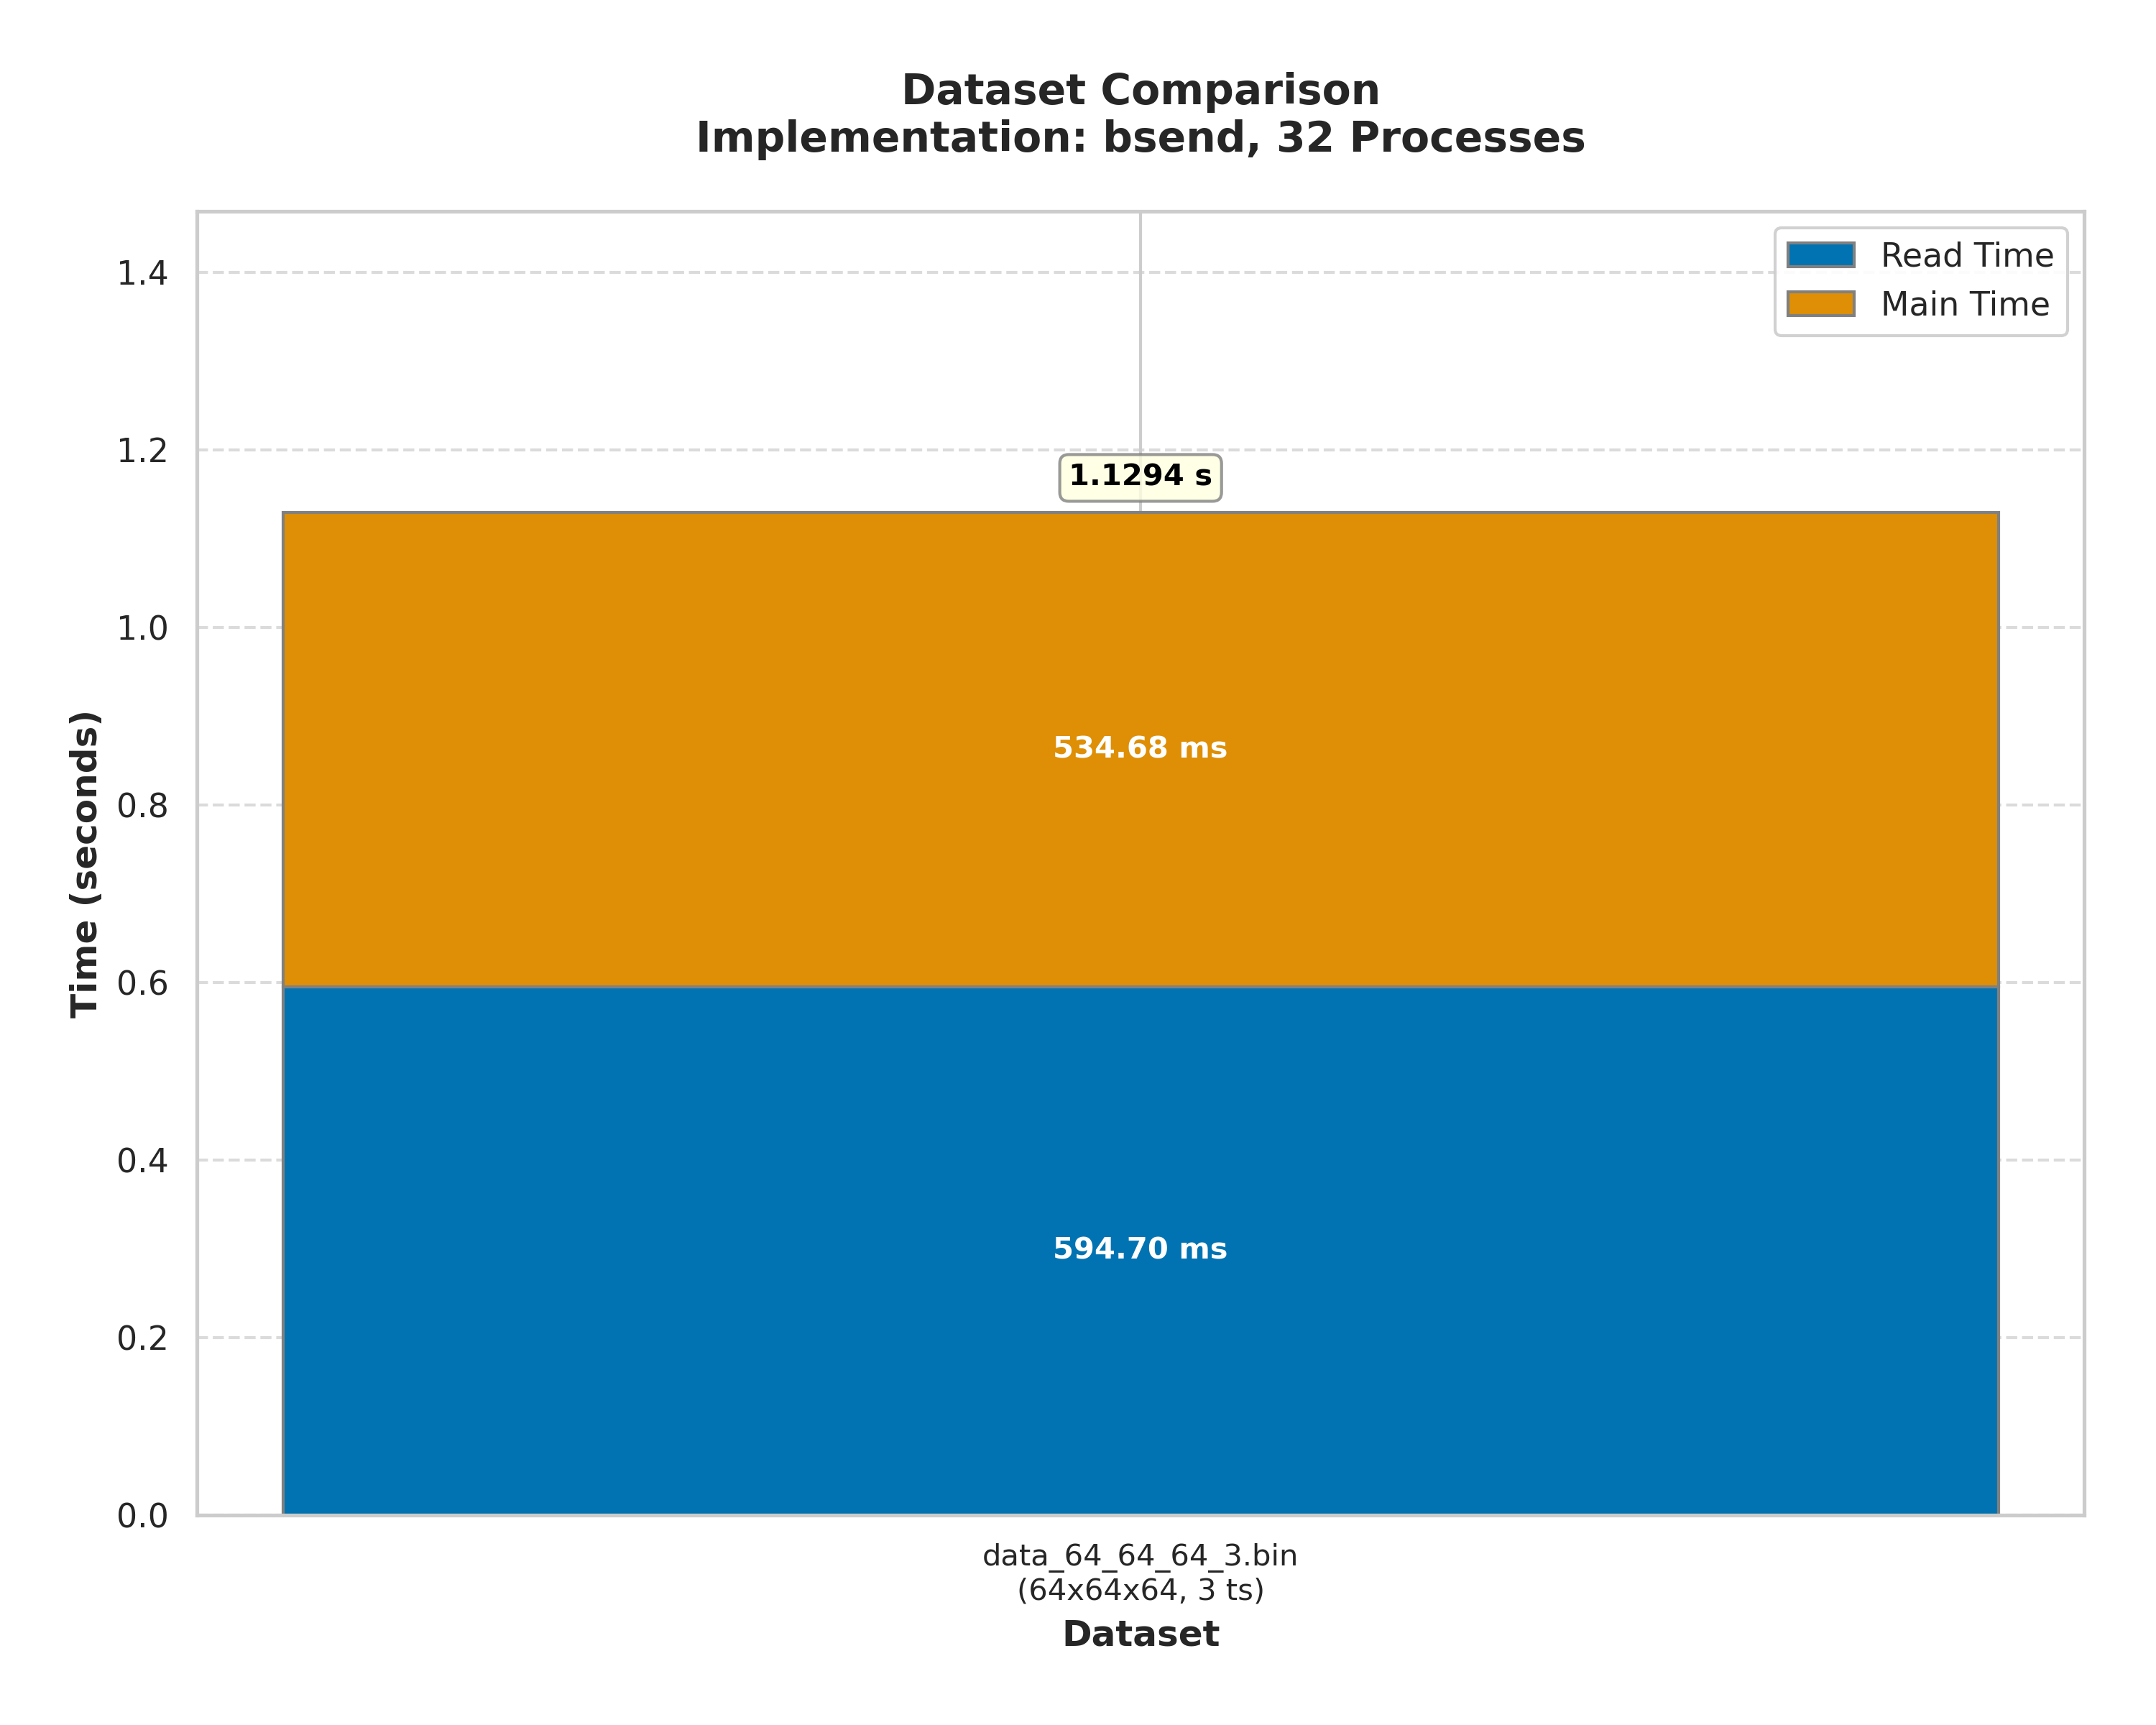 Dataset Comparison
Implementation: bsend, 32 Processes
Read Time
Main Time
1.4
1.2
1.0
0.8
0.6
0.4
0.2
0.0
Time (seconds)
1.1294 s
534.68 ms
594.70 ms
data_64_64_64_3.bin
(64x64x64, 3 ts)
Dataset